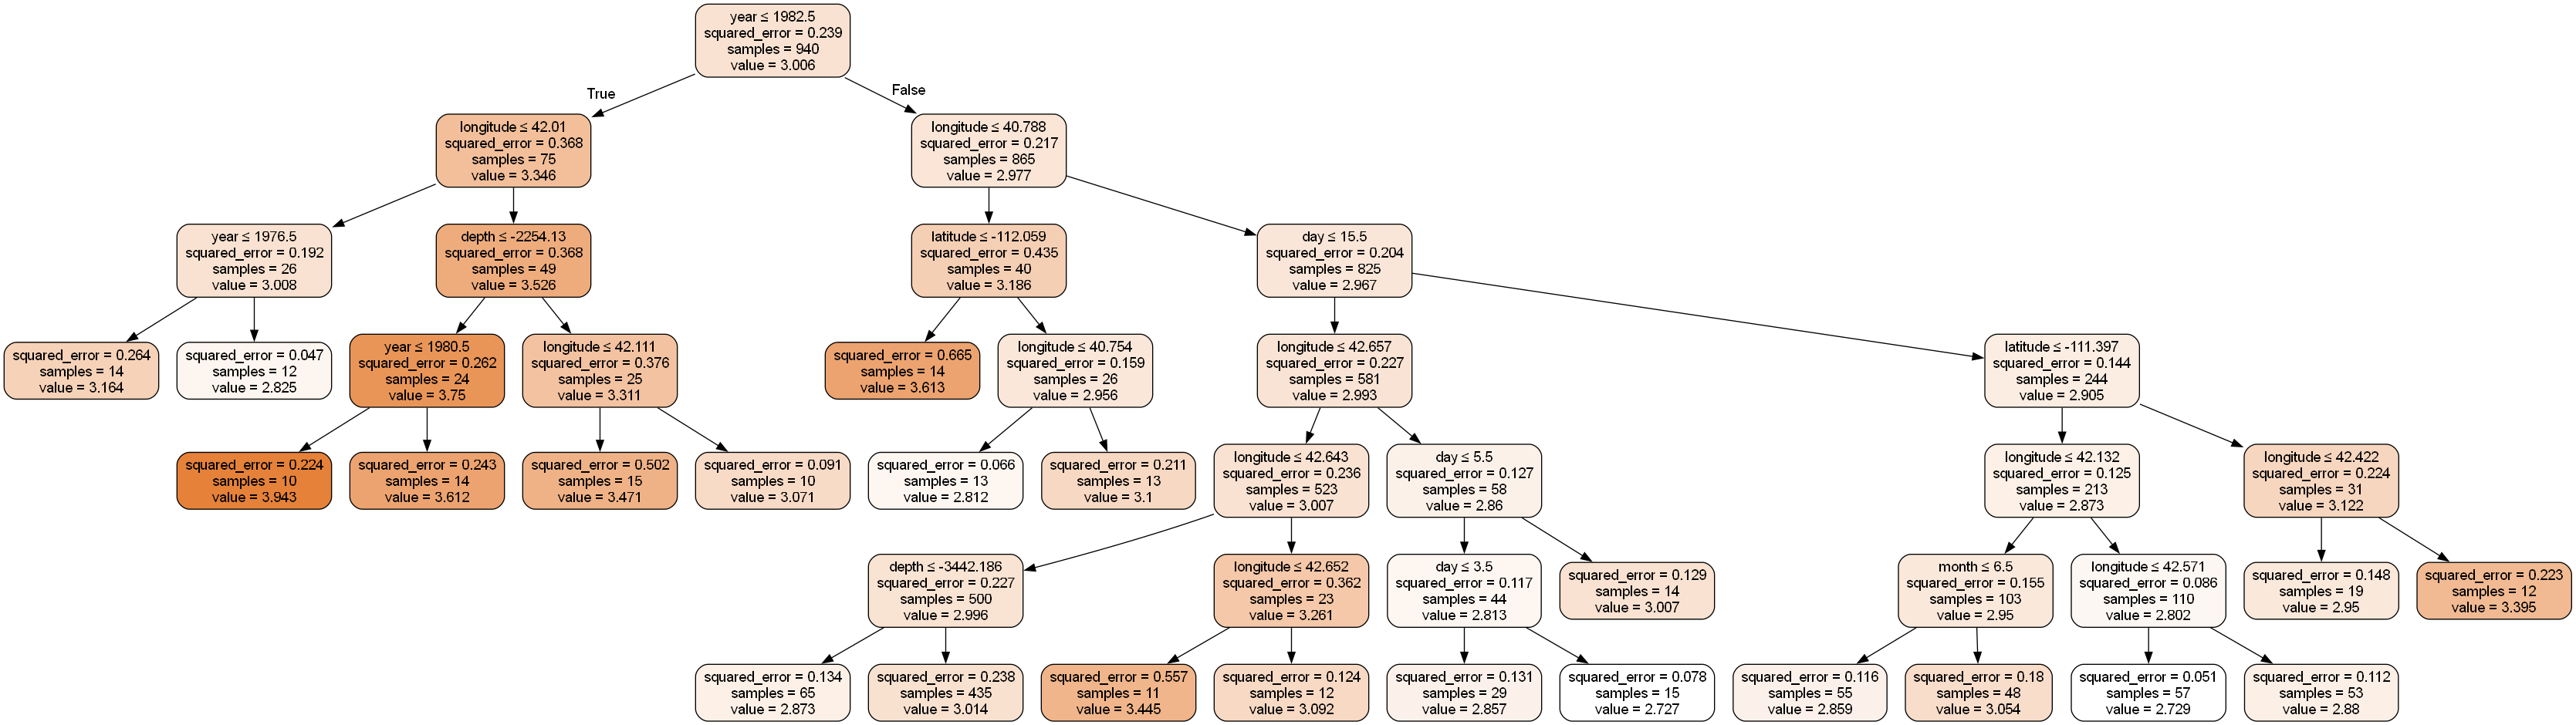 year ≤ 1982.5
squared_error = 0.239
samples = 940
value = 3.006
True
False
longitude ≤ 42.01
squared_error = 0.368
samples = 75
value = 3.346
longitude ≤ 40.788
squared_error = 0.217
samples = 865
value = 2.977
year ≤ 1976.5
squared_error = 0.192
samples = 26
value = 3.008
depth ≤ -2254.13
squared_error = 0.368
samples = 49
value = 3.526
latitude ≤ -112.059
squared_error = 0.435
samples = 40
value = 3.186
day ≤ 15.5
squared_error = 0.204
samples = 825
value = 2.967
squared_error = 0.264
samples = 14
value = 3.164
squared_error = 0.047
samples = 12
value = 2.825
year ≤ 1980.5
squared_error = 0.262
samples = 24
value = 3.75
longitude ≤ 42.111
squared_error = 0.376
samples = 25
value = 3.311
squared_error = 0.665
samples = 14
value = 3.613
longitude ≤ 40.754
squared_error = 0.159
samples = 26
value = 2.956
longitude ≤ 42.657
squared_error = 0.227
samples = 581
value = 2.993
latitude ≤ -111.397
squared_error = 0.144
samples = 244
value = 2.905
squared_error = 0.224
samples = 10
value = 3.943
squared_error = 0.243
samples = 14
value = 3.612
squared_error = 0.502
samples = 15
value = 3.471
squared_error = 0.091
samples = 10
value = 3.071
squared_error = 0.066
samples = 13
value = 2.812
squared_error = 0.211
samples = 13
value = 3.1
longitude ≤ 42.643
squared_error = 0.236
samples = 523
value = 3.007
day ≤ 5.5
squared_error = 0.127
samples = 58
value = 2.86
longitude ≤ 42.132
squared_error = 0.125
samples = 213
value = 2.873
longitude ≤ 42.422
squared_error = 0.224
samples = 31
value = 3.122
depth ≤ -3442.186
squared_error = 0.227
samples = 500
value = 2.996
longitude ≤ 42.652
squared_error = 0.362
samples = 23
value = 3.261
day ≤ 3.5
squared_error = 0.117
samples = 44
value = 2.813
squared_error = 0.129
samples = 14
value = 3.007
month ≤ 6.5
squared_error = 0.155
samples = 103
value = 2.95
longitude ≤ 42.571
squared_error = 0.086
samples = 110
value = 2.802
squared_error = 0.148
samples = 19
value = 2.95
squared_error = 0.223
samples = 12
value = 3.395
squared_error = 0.134
samples = 65
value = 2.873
squared_error = 0.238
samples = 435
value = 3.014
squared_error = 0.557
samples = 11
value = 3.445
squared_error = 0.124
samples = 12
value = 3.092
squared_error = 0.131
samples = 29
value = 2.857
squared_error = 0.078
samples = 15
value = 2.727
squared_error = 0.116
samples = 55
value = 2.859
squared_error = 0.18
samples = 48
value = 3.054
squared_error = 0.051
samples = 57
value = 2.729
squared_error = 0.112
samples = 53
value = 2.88